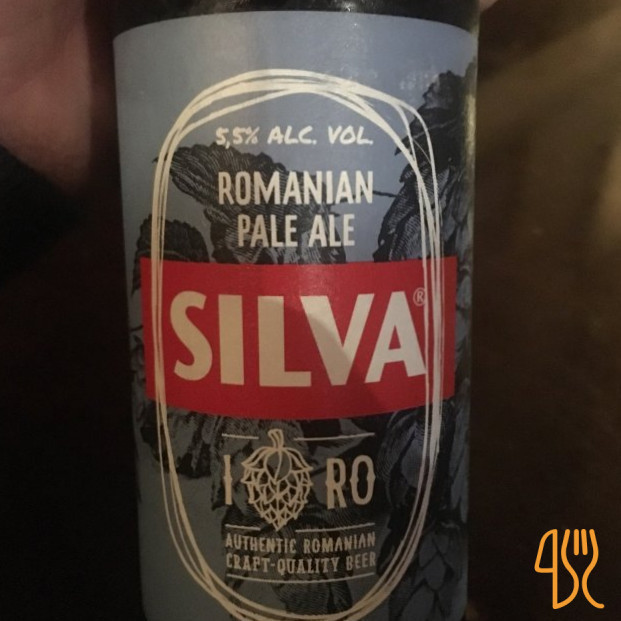 5,5% ALC. VOL.
ROMANIAN
PALE ALE
SILVA®
I RO
AUTHENTIC ROMANIAN
CRAFT-QUALITY BEER